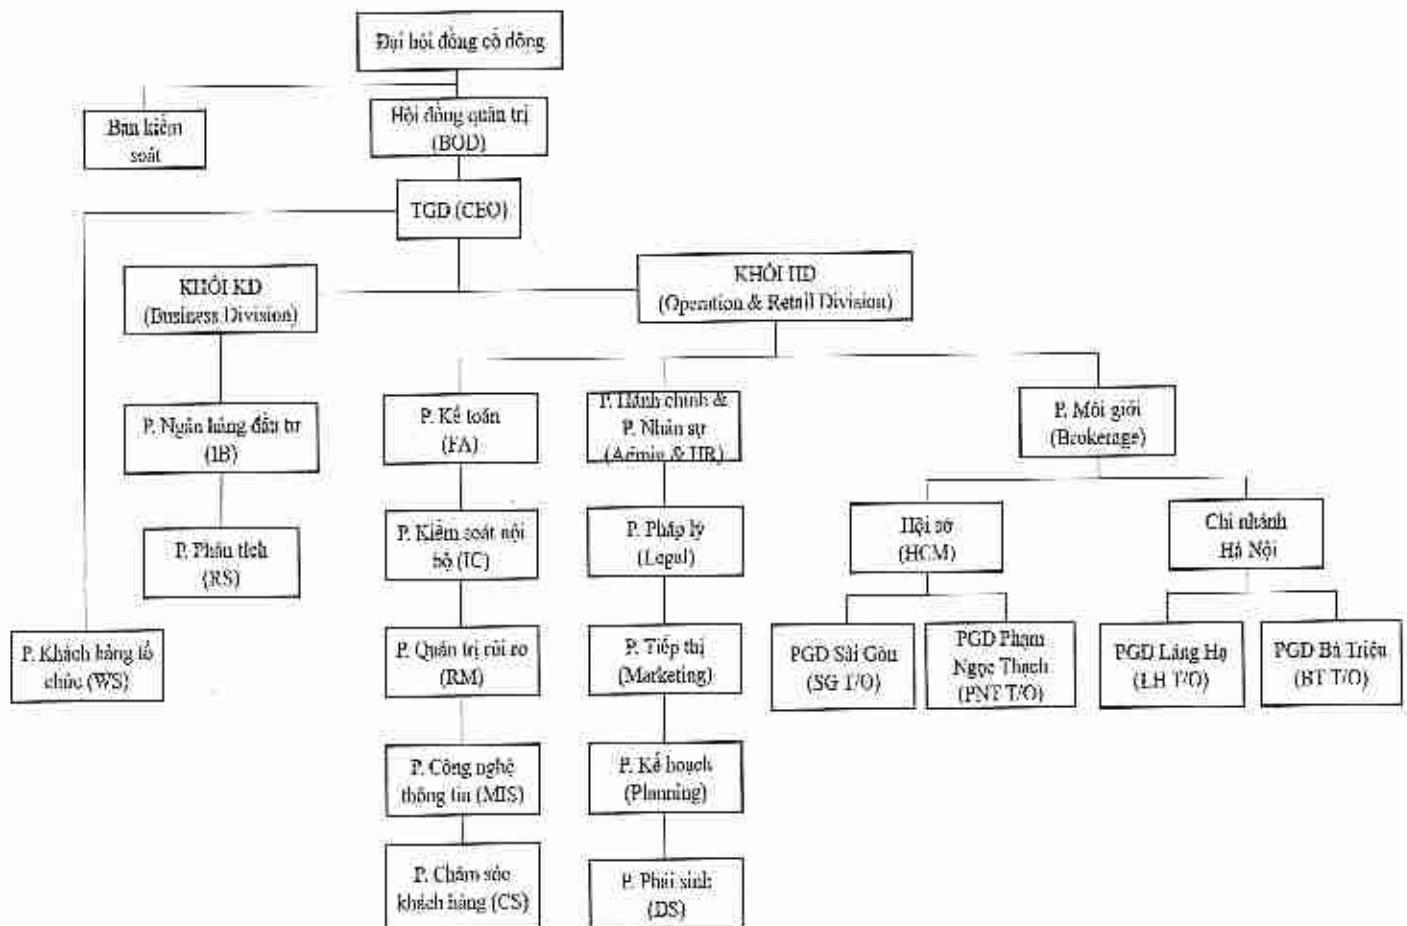 Đại hội đồng cổ đông
Ban kiểm
soát
Hội đồng quản trị
(BOD)
TGD (CEO)
KHỐI KD
(Business Division)
KHỐI HD
(Operation & Retail Division)
P. Ngân hàng đầu tư
(IB)
P. Phân tích
(RS)
P. Khách hàng tổ
chức (WS)
P. Kế toán
(FA)
P. Kiểm soát nội
bộ (IC)
P. Quản trị rủi ro
(RM)
P. Công nghệ
thông tin (MIS)
P. Chăm sóc
khách hàng (CS)
P. Hành chính &
P. Nhân sự
(Admin & HR)
P. Pháp lý
(Legal)
P. Tiếp thị
(Marketing)
P. Kế hoạch
(Planning)
P. Phái sinh
(DS)
P. Môi giới
(Brokerage)
Hội sở
(HCM)
Chi nhánh
Hà Nội
PGD Sài Gòn
(SG T/O)
PGD Phạm
Ngọc Thạch
(PNT T/O)
PGD Láng Hạ
(LH T/O)
PGD Bà Triệu
(BT T/O)